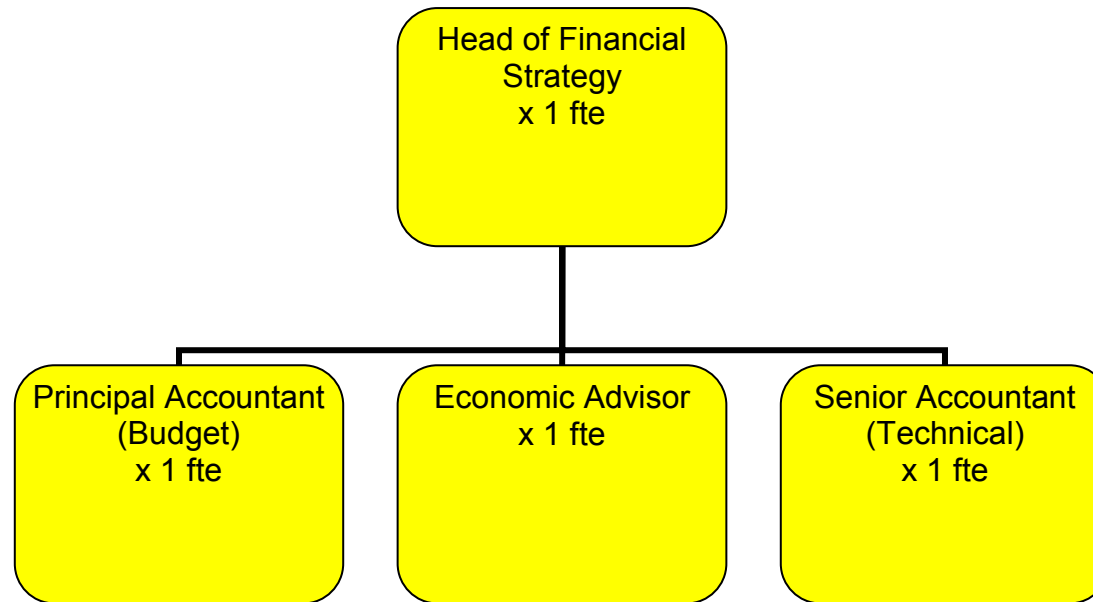 Head of Financial
Strategy
x 1 fte
Principal Accountant
(Budget)
x 1 fte
Economic Advisor
x 1 fte
Senior Accountant
(Technical)
x 1 fte